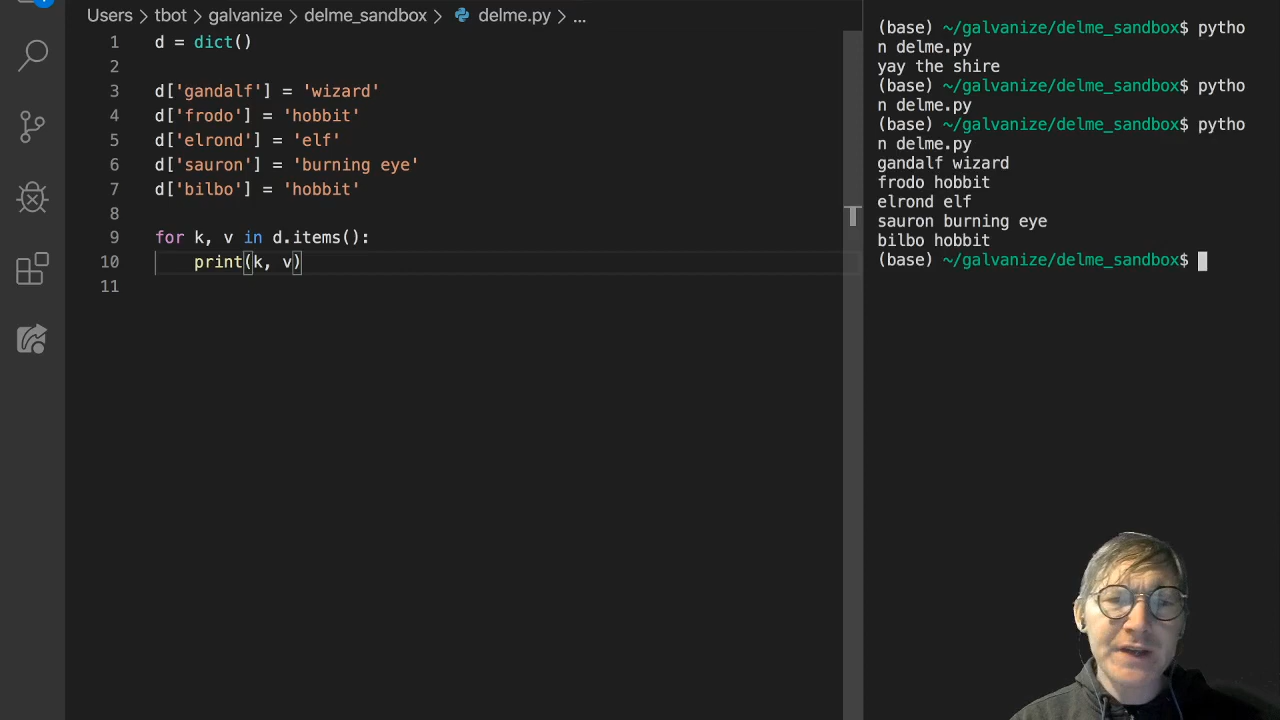 Users > tbot > galvanize > delme_sandbox > delme.py > ...
1 d = dict()
2
3 d['gandalf'] = 'wizard'
4 d['frodo'] = 'hobbit'
5 d['elrond'] = 'elf'
6 d['sauron'] = 'burning eye'
7 d['bilbo'] = 'hobbit'
8
9 for k, v in d.items():
10 print(k, v)
11
(base) ~/galvanize/delme_sandbox$ pytho
n delme.py
yay the shire
(base) ~/galvanize/delme_sandbox$ pytho
n delme.py
(base) ~/galvanize/delme_sandbox$ pytho
n delme.py
gandalf wizard
frodo hobbit
elrond elf
sauron burning eye
bilbo hobbit
(base) ~/galvanize/delme_sandbox$